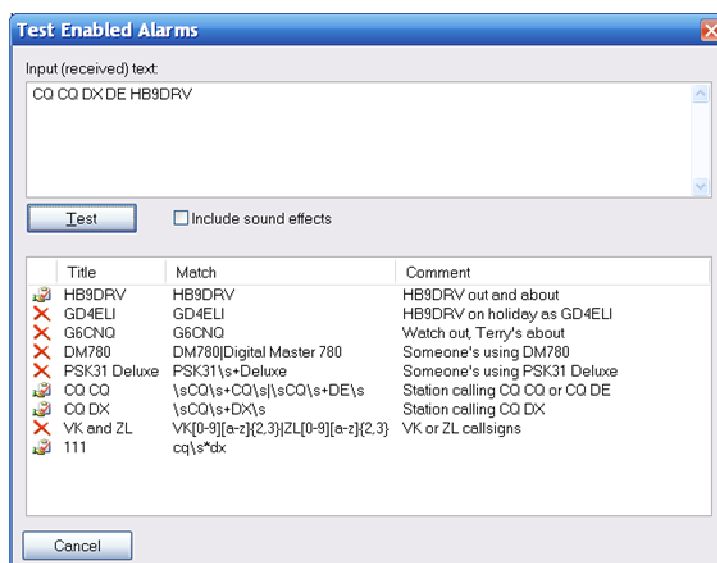 Test Enabled Alarms
Input (received) text:
CQ CQ DX DE HB9DRV
Test Include sound effects
Title Match Comment
HB9DRV HB9DRV HB9DRV out and about
GD4ELI GD4ELI HB9DRV on holiday as GD4ELI
G6CNQ G6CNQ Watch out, Terry's about
DM780 DM780|Digital Master 780 Someone's using DM780
PSK31 Deluxe PSK31\s+Deluxe Someone's using PSK31 Deluxe
CQ CQ \sCQ\s+CQ\s|\sCQ\s+DE\s Station calling CQ CQ or CQ DE
CQ DX \sCQ\s+DX\s Station calling CQ DX
VK and ZL VK[0-9][a-z]{2,3}|ZL[0-9][a-z]{2,3} VK or ZL callsigns
111 cq\s*dx
Cancel